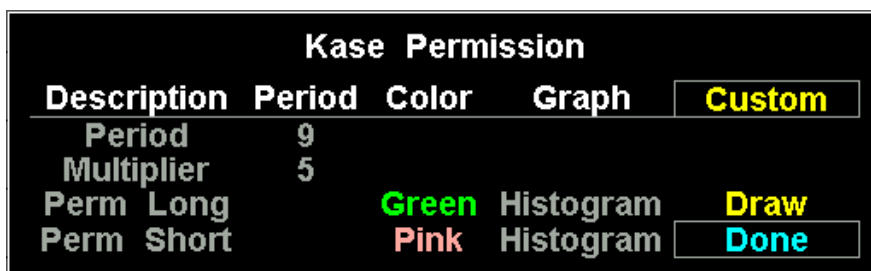 Kase Permission
Description Period Color Graph Custom
Period 9
Multiplier 5
Perm Long Green Histogram Draw
Perm Short Pink Histogram Done